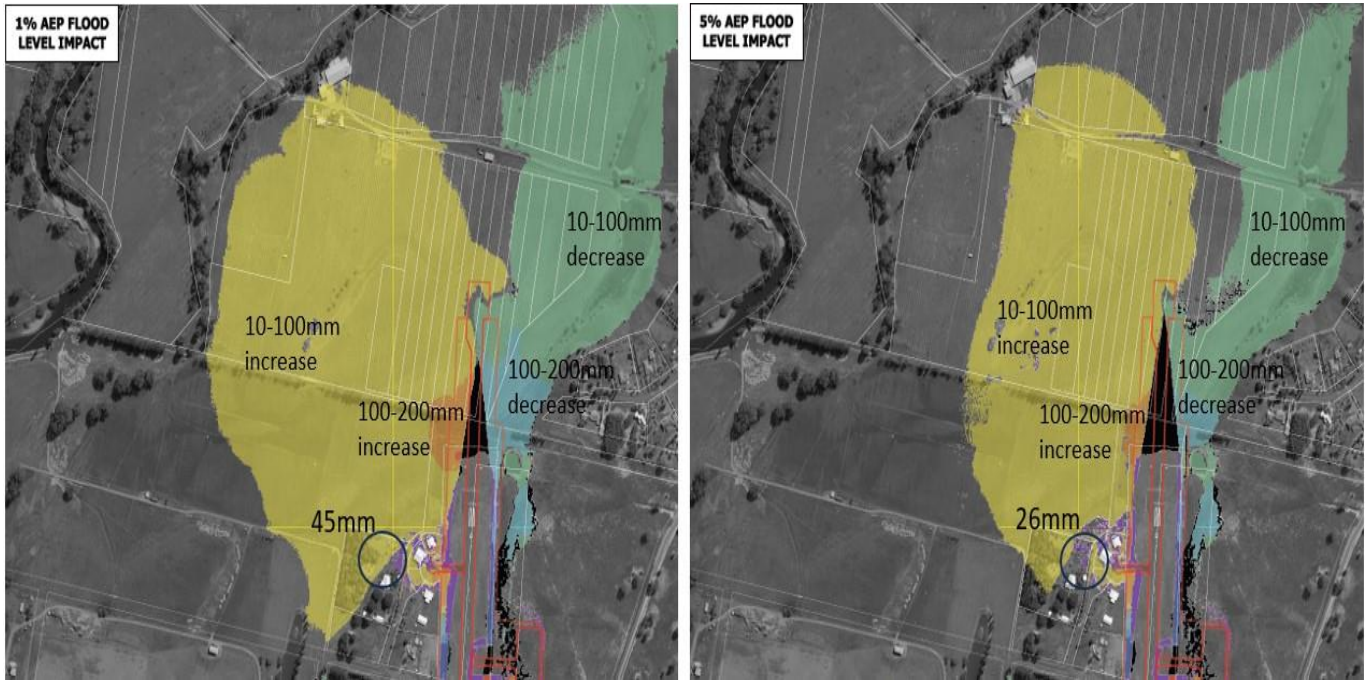 1% AEP FLOOD
LEVEL IMPACT
10-100mm
decrease
10-100mm
increase
100-200mm
decrease
100-200mm
increase
45mm
5% AEP FLOOD
LEVEL IMPACT
10-100mm
decrease
10-100mm
increase
100-200mm
decrease
100-200mm
increase
26mm